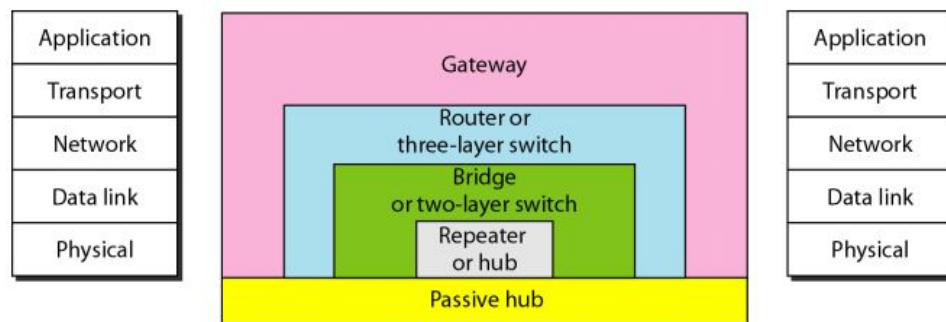 Application
Transport
Network
Data link
Physical
Gateway
Router or
three-layer switch
Bridge
or two-layer switch
Repeater
or hub
Passive hub
Application
Transport
Network
Data link
Physical